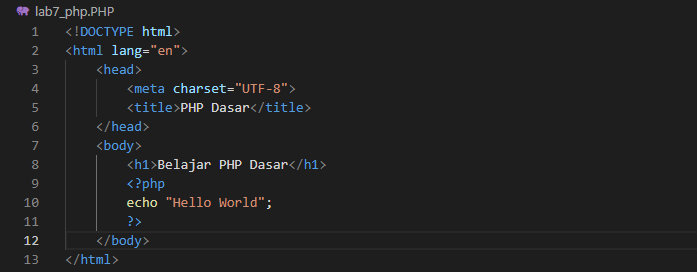 lab7_php.PHP
1 <!DOCTYPE html>
2 <html lang="en">
3 <head>
4 <meta charset="UTF-8">
5 <title>PHP Dasar</title>
6 </head>
7 <body>
8 <h1>Belajar PHP Dasar</h1>
9 <?php
10 echo "Hello World";
11 ?>
12 </body>
13 </html>